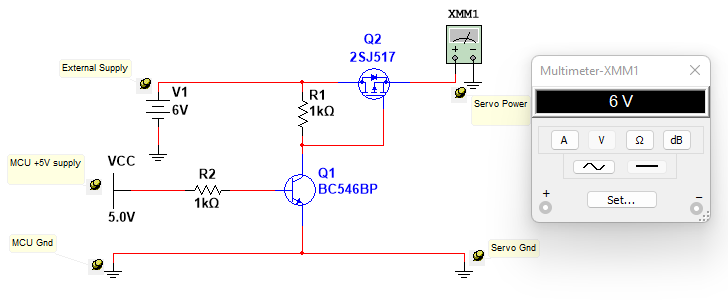 XMM1
Q2
2SJ517
External Supply
V1
6V
R1
1kΩ
Servo Power
Multimeter-XMM1
6 V
A
V
Ω
dB
Set...
+
−
MCU +5V supply
VCC
5.0V
R2
1kΩ
Q1
BC546BP
MCU Gnd
Servo Gnd